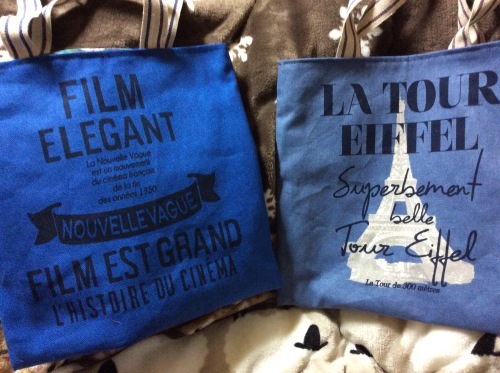 FILM
ELEGANT
La Nouvelle Vague
est un mouvement
du cinéma français
de la fin
des années 1950
NOUVELLE VAGUE
FILM EST GRAND
L'HISTOIRE DU CINÉMA
LA TOUR
EIFFEL
Superbement
belle
Tour Eiffel
La Tour de 300 mètres